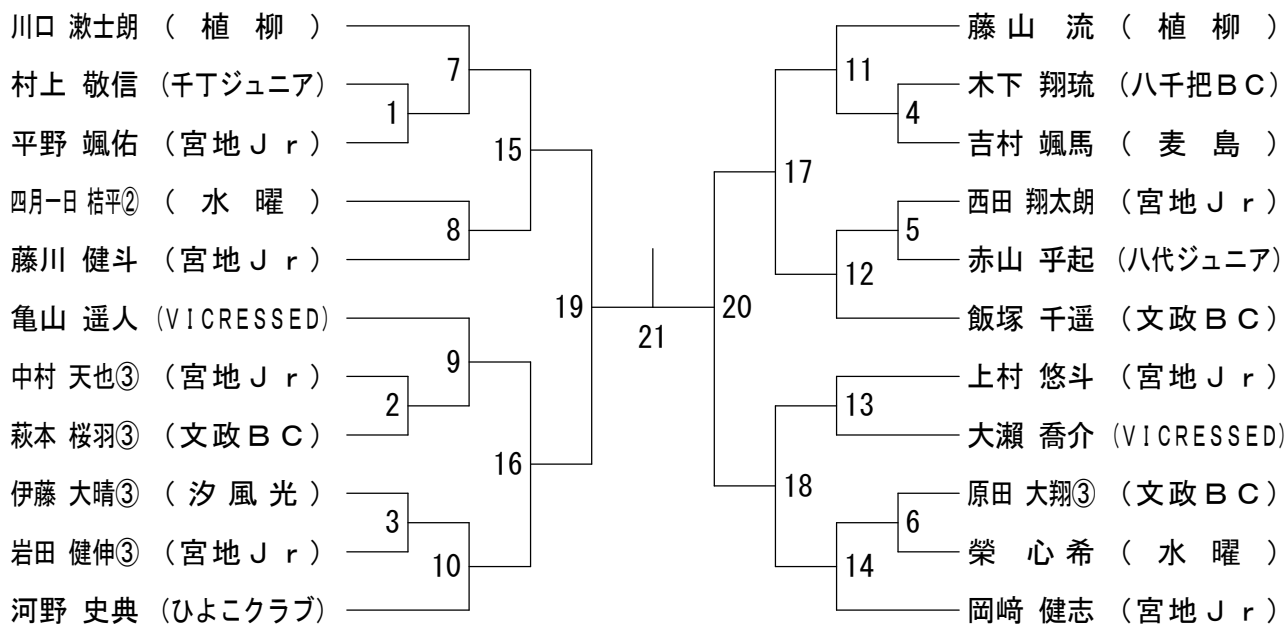 川口 漱士朗 ( 植 柳 )
村上 敬信 (千丁ジュニア)
平野 颯佑 (宮地Jr)
四月一日 桔平② ( 水 曜 )
藤川 健斗 (宮地Jr)
亀山 遥人 (VICRESSED)
中村 天也③ (宮地Jr)
萩本 桜羽③ (文政BC)
伊藤 大晴③ (汐風光)
岩田 健伸③ (宮地Jr)
河野 史典 (ひよこクラブ)
1
2
3
7
8
9
10
15
16
19
21
20
17
18
11
12
13
14
4
5
6
藤山 流 ( 植 柳 )
木下 翔琉 (八千把BC)
吉村 颯馬 ( 麦 島 )
西田 翔太朗 (宮地Jr)
赤山 乎起 (八代ジュニア)
飯塚 千遥 (文政BC)
上村 悠斗 (宮地Jr)
大瀨 喬介 (VICRESSED)
原田 大翔③ (文政BC)
榮 心希 ( 水 曜 )
岡﨑 健志 (宮地Jr)